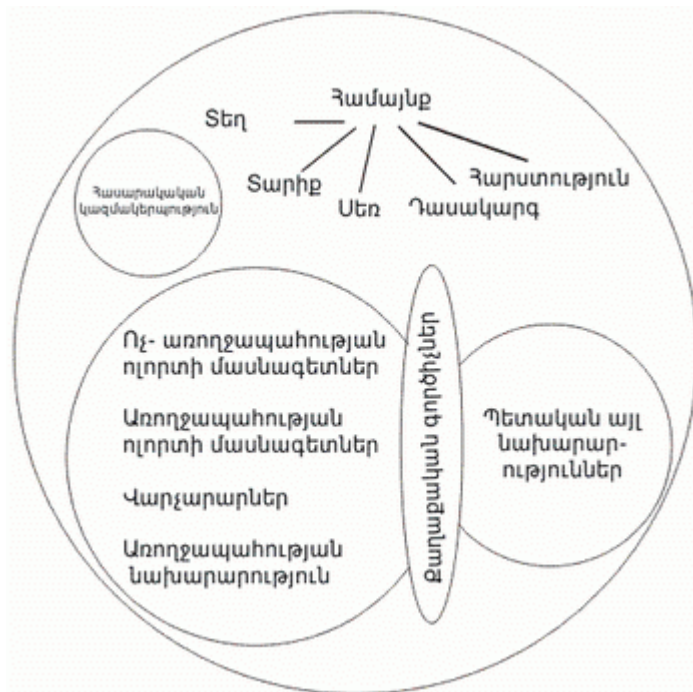 Համայնք
Տեղ
Տարիք
Սեռ
Դասակարգ
Հարստություն
Հասարակական
կազմակերպություն
Ոչ- առողջապահության
ոլորտի մասնագետներ
Առողջապահության
ոլորտի մասնագետներ
Վարչարարներ
Առողջապահության
նախարարություն
Պետական այլ
նախարար-
ություններ